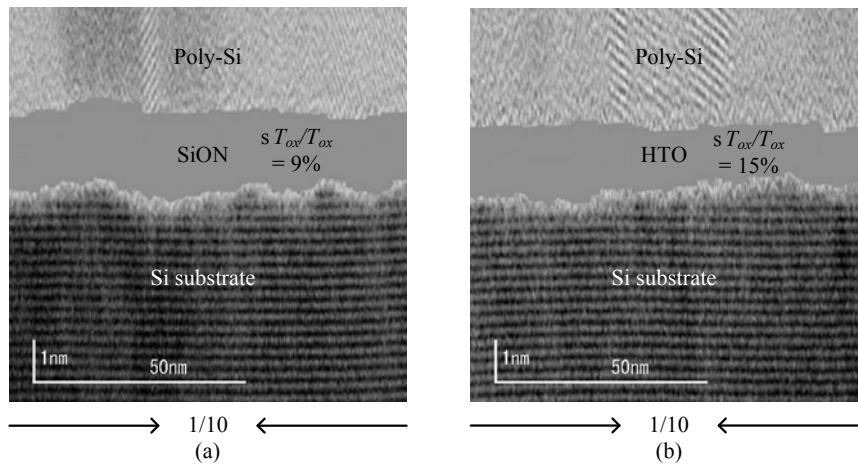 Poly-Si
SiON
s Tox/Tox
= 9%
Si substrate
1nm
50nm
1/10
(a)
Poly-Si
HTO
s Tox/Tox
= 15%
Si substrate
1nm
50nm
1/10
(b)